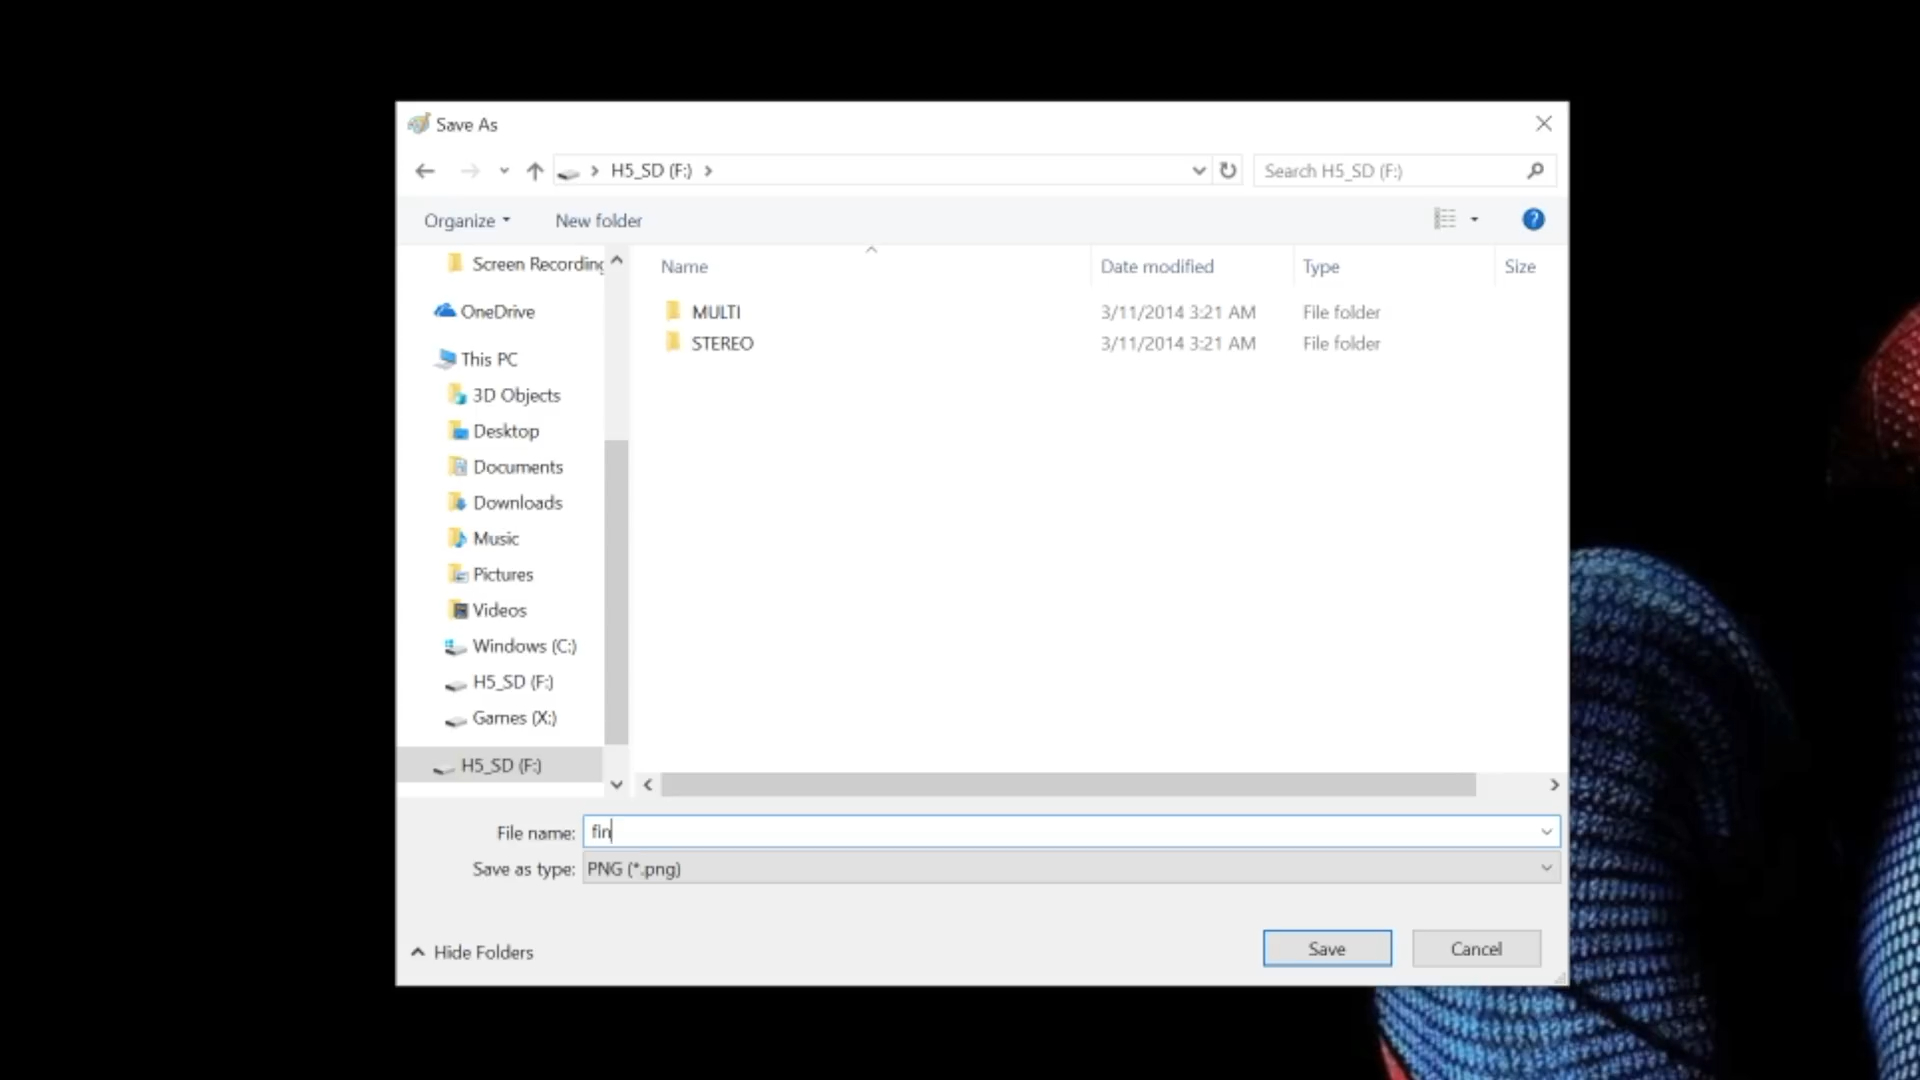 Save As
H5_SD (F:)
Search H5_SD (F:)
Organize
New folder
Screen Recording
OneDrive
This PC
3D Objects
Desktop
Documents
Downloads
Music
Pictures
Videos
Windows (C:)
H5_SD (F:)
Games (X:)
H5_SD (F:)
Name Date modified Type Size
MULTI 3/11/2014 3:21 AM File folder
STEREO 3/11/2014 3:21 AM File folder
File name: fin
Save as type: PNG (*.png)
Hide Folders
Save
Cancel